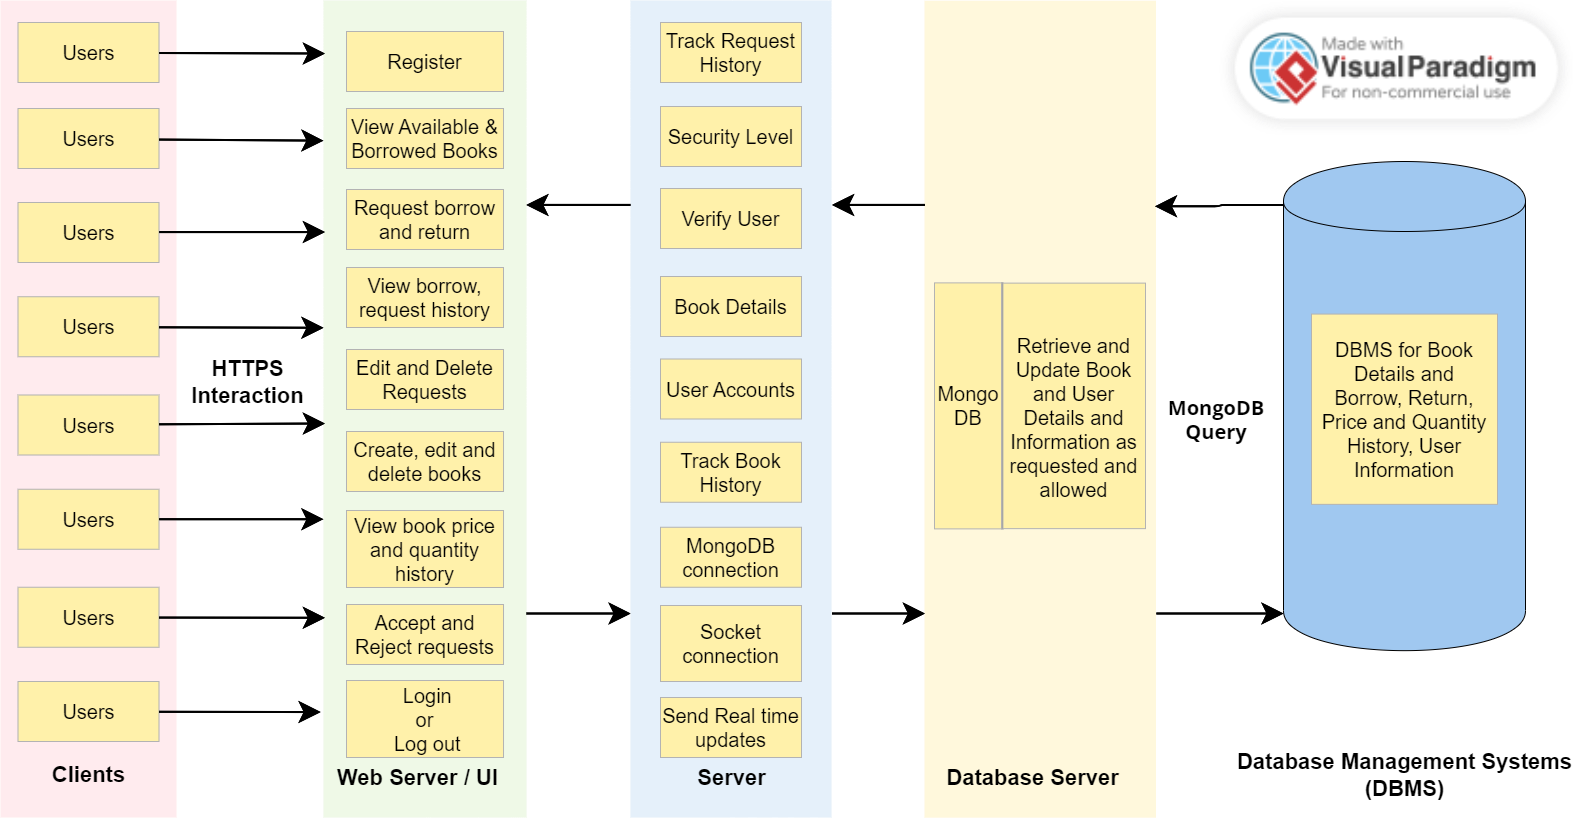 Users
Users
Users
Users
Users
Users
Users
Users
Clients
HTTPS
Interaction
Register
View Available &
Borrowed Books
Request borrow
and return
View borrow,
request history
Edit and Delete
Requests
Create, edit and
delete books
View book price
and quantity
history
Accept and
Reject requests
Login
or
Log out
Web Server / UI
Track Request
History
Security Level
Verify User
Book Details
User Accounts
Track Book
History
MongoDB
connection
Socket
connection
Send Real time
updates
Server
Mongo
DB
Retrieve and
Update Book
and User
Details and
Information as
requested and
allowed
Database Server
MongoDB
Query
Made with
VisualParadigm
For non-commercial use
DBMS for Book
Details and
Borrow, Return,
Price and Quantity
History, User
Information
Database Management Systems
(DBMS)